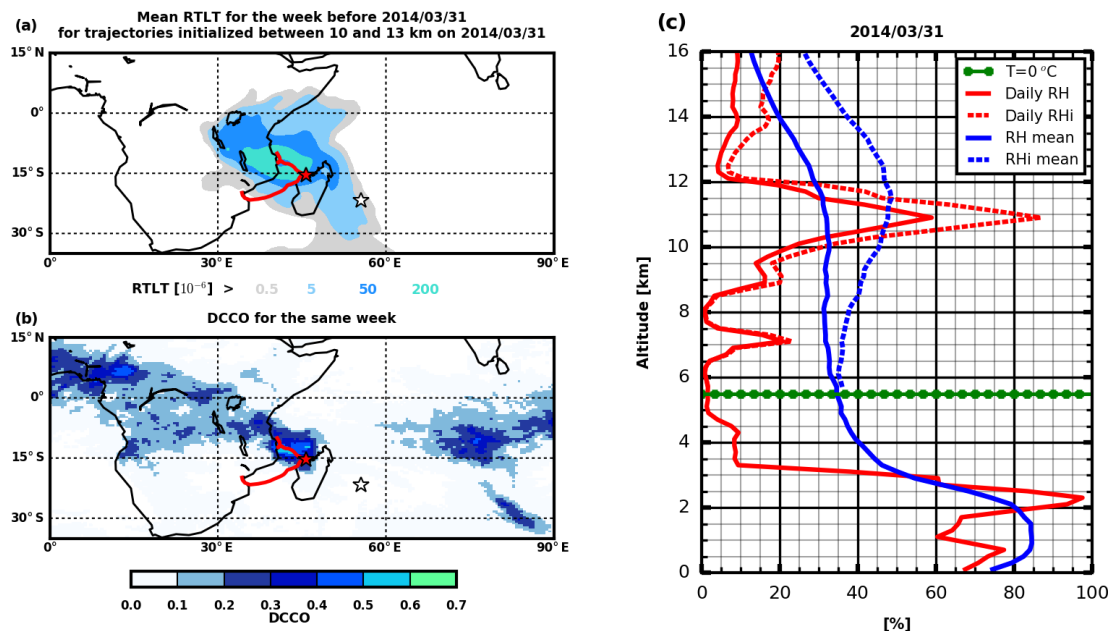 (a)
Mean RTLT for the week before 2014/03/31
for trajectories initialized between 10 and 13 km on 2014/03/31
15°N
0°
15°S
30°S
0° 30°E 60°E 90°E
RTLT [10⁻⁶] > 0.5 5 50 200
(b)
DCCO for the same week
15°N
0°
15°S
30°S
0° 30°E 60°E 90°E
0.0 0.1 0.2 0.3 0.4 0.5 0.6 0.7
DCCO
(c)
2014/03/31
T=0 °C
Daily RH
Daily RHi
RH mean
RHi mean
16
14
12
10
8
6
4
2
0
Altitude [km]
0 20 40 60 80 100
[%]